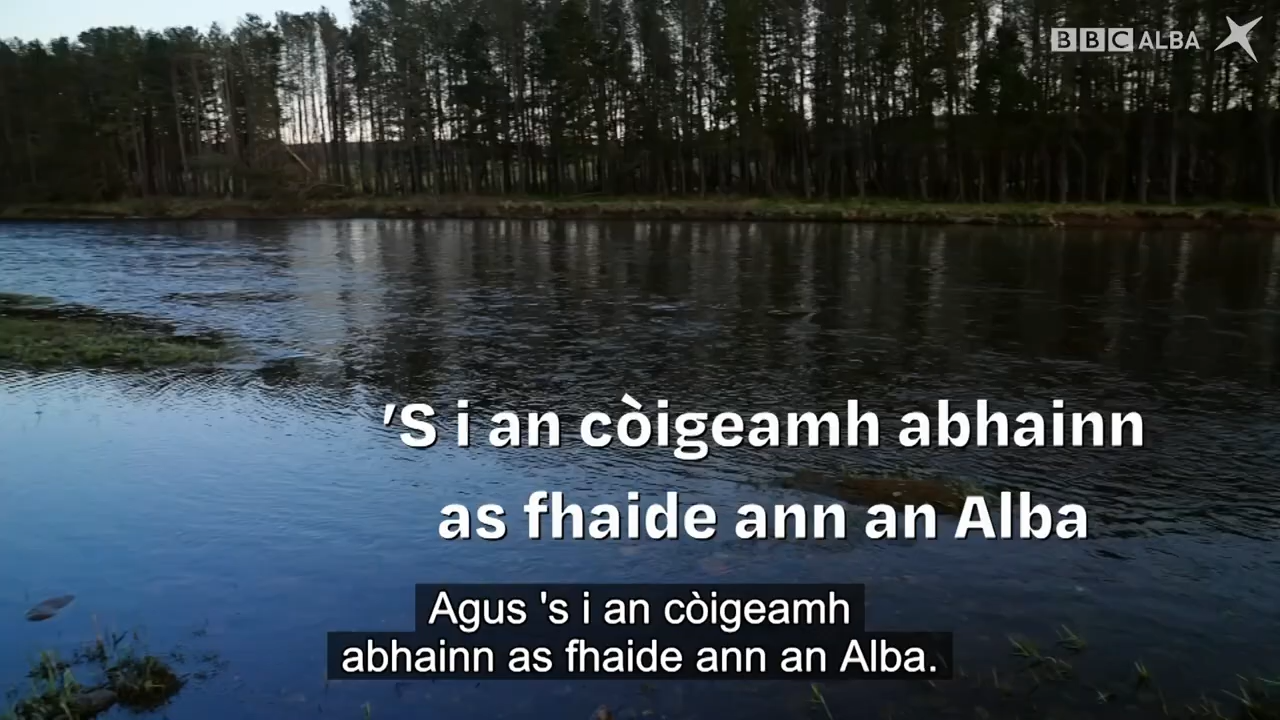 BBC ALBA
'S i an còigeamh abhainn
as fhaide ann an Alba
Agus 's i an còigeamh
abhainn as fhaide ann an Alba.